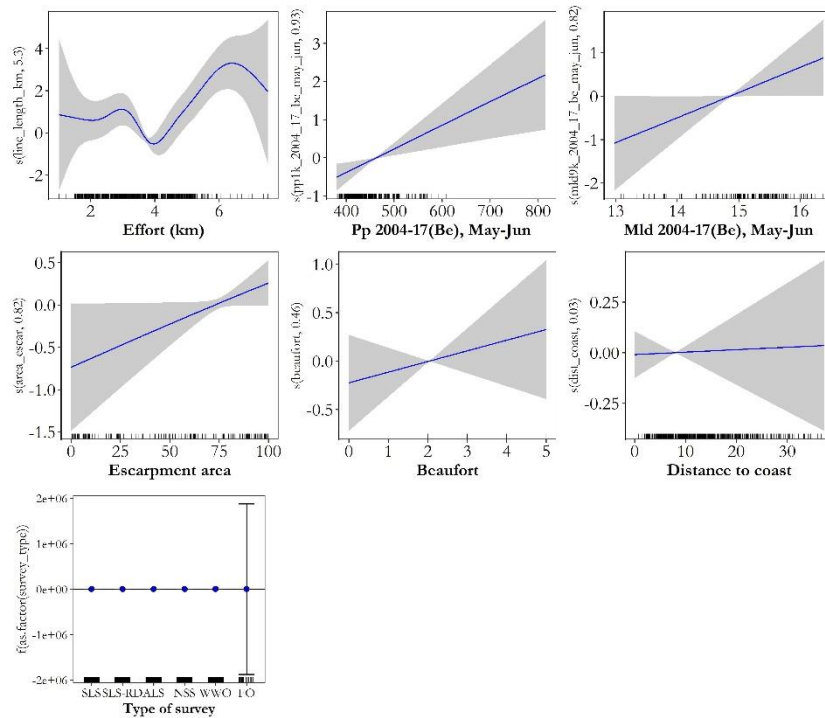 s(line_length_km, 5.3)
4
2
0
-2
2
4
6
Effort (km)
s(pp1k_2004_17_be_may_jun, 0.93)
3
2
1
0
-1
400
500
600
700
800
Pp 2004-17(Be), May-Jun
s(mld9k_2004_17_be_may_jun, 0.82)
1
0
-1
-2
13
14
15
16
Mld 2004-17(Be), May-Jun
s(area_escar, 0.82)
0.5
0.0
-0.5
-1.0
-1.5
0
25
50
75
100
Escarpment area
s(beaufort, 0.46)
1.0
0.5
0.0
-0.5
0
1
2
3
4
5
Beaufort
s(dist_coast, 0.03)
0.25
0.00
-0.25
0
10
20
30
Distance to coast
f(as.factor(survey_type))
2e+06
1e+06
0e+00
-1e+06
-2e+06
SLS SLS-RD ALS NSS WWO FO
Type of survey